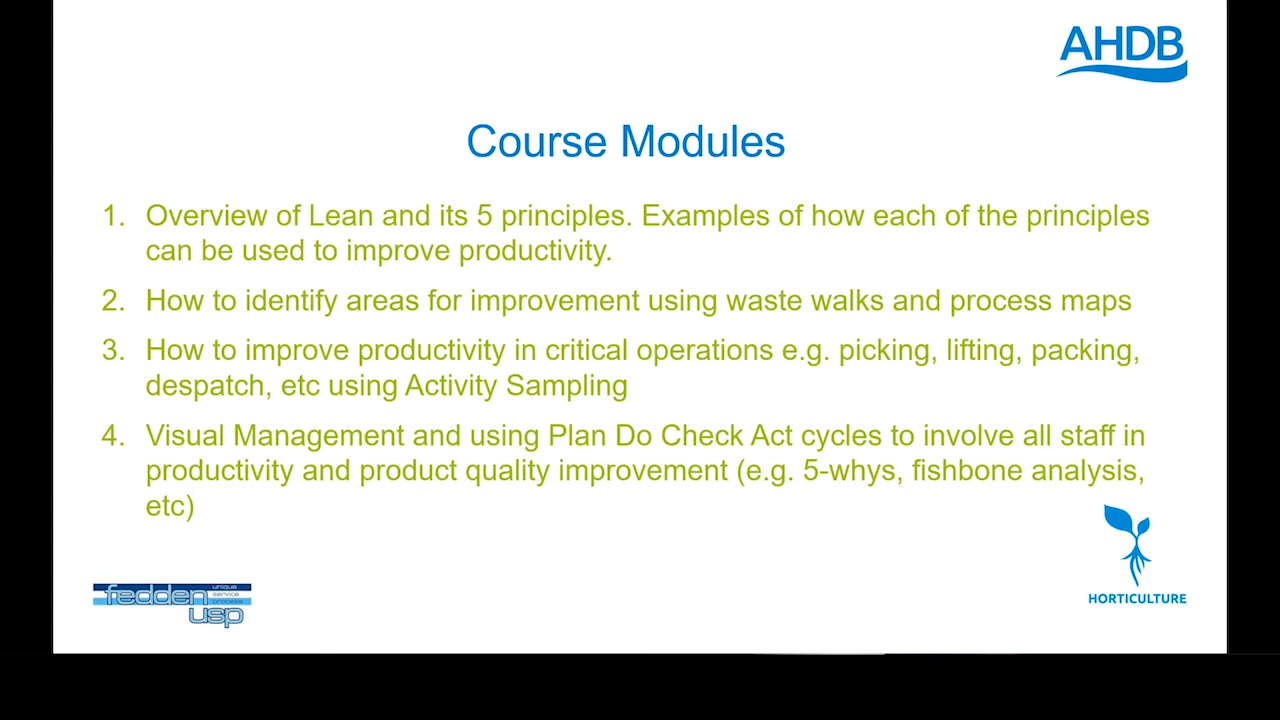 AHDB
Course Modules
1. Overview of Lean and its 5 principles. Examples of how each of the principles
can be used to improve productivity.
2. How to identify areas for improvement using waste walks and process maps
3. How to improve productivity in critical operations e.g. picking, lifting, packing,
despatch, etc using Activity Sampling
4. Visual Management and using Plan Do Check Act cycles to involve all staff in
productivity and product quality improvement (e.g. 5-whys, fishbone analysis,
etc)
fedden
unique
service
process
usp
HORTICULTURE